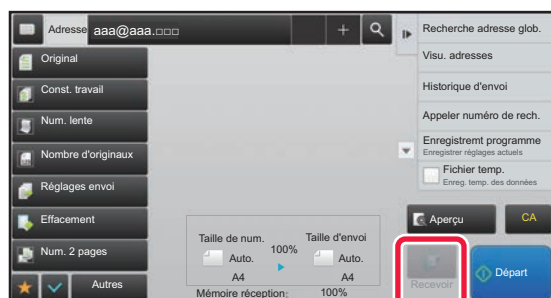 Adresse aaa@aaa.□□□
Recherche adresse glob.
Original
Visu. adresses
Const. travail
Historique d'envoi
Num. lente
Appeler numéro de rech.
Nombre d'originaux
Enregistremt programme
Enregistrer réglages actuels
Réglages envoi
Fichier temp.
Enreg. temp. des données
Effacement
Aperçu
CA
Num. 2 pages
Taille de num.
100%
Taille d'envoi
Auto.
Auto.
A4
A4
Autres
Mémoire réception: 100%
Recevoir
Départ